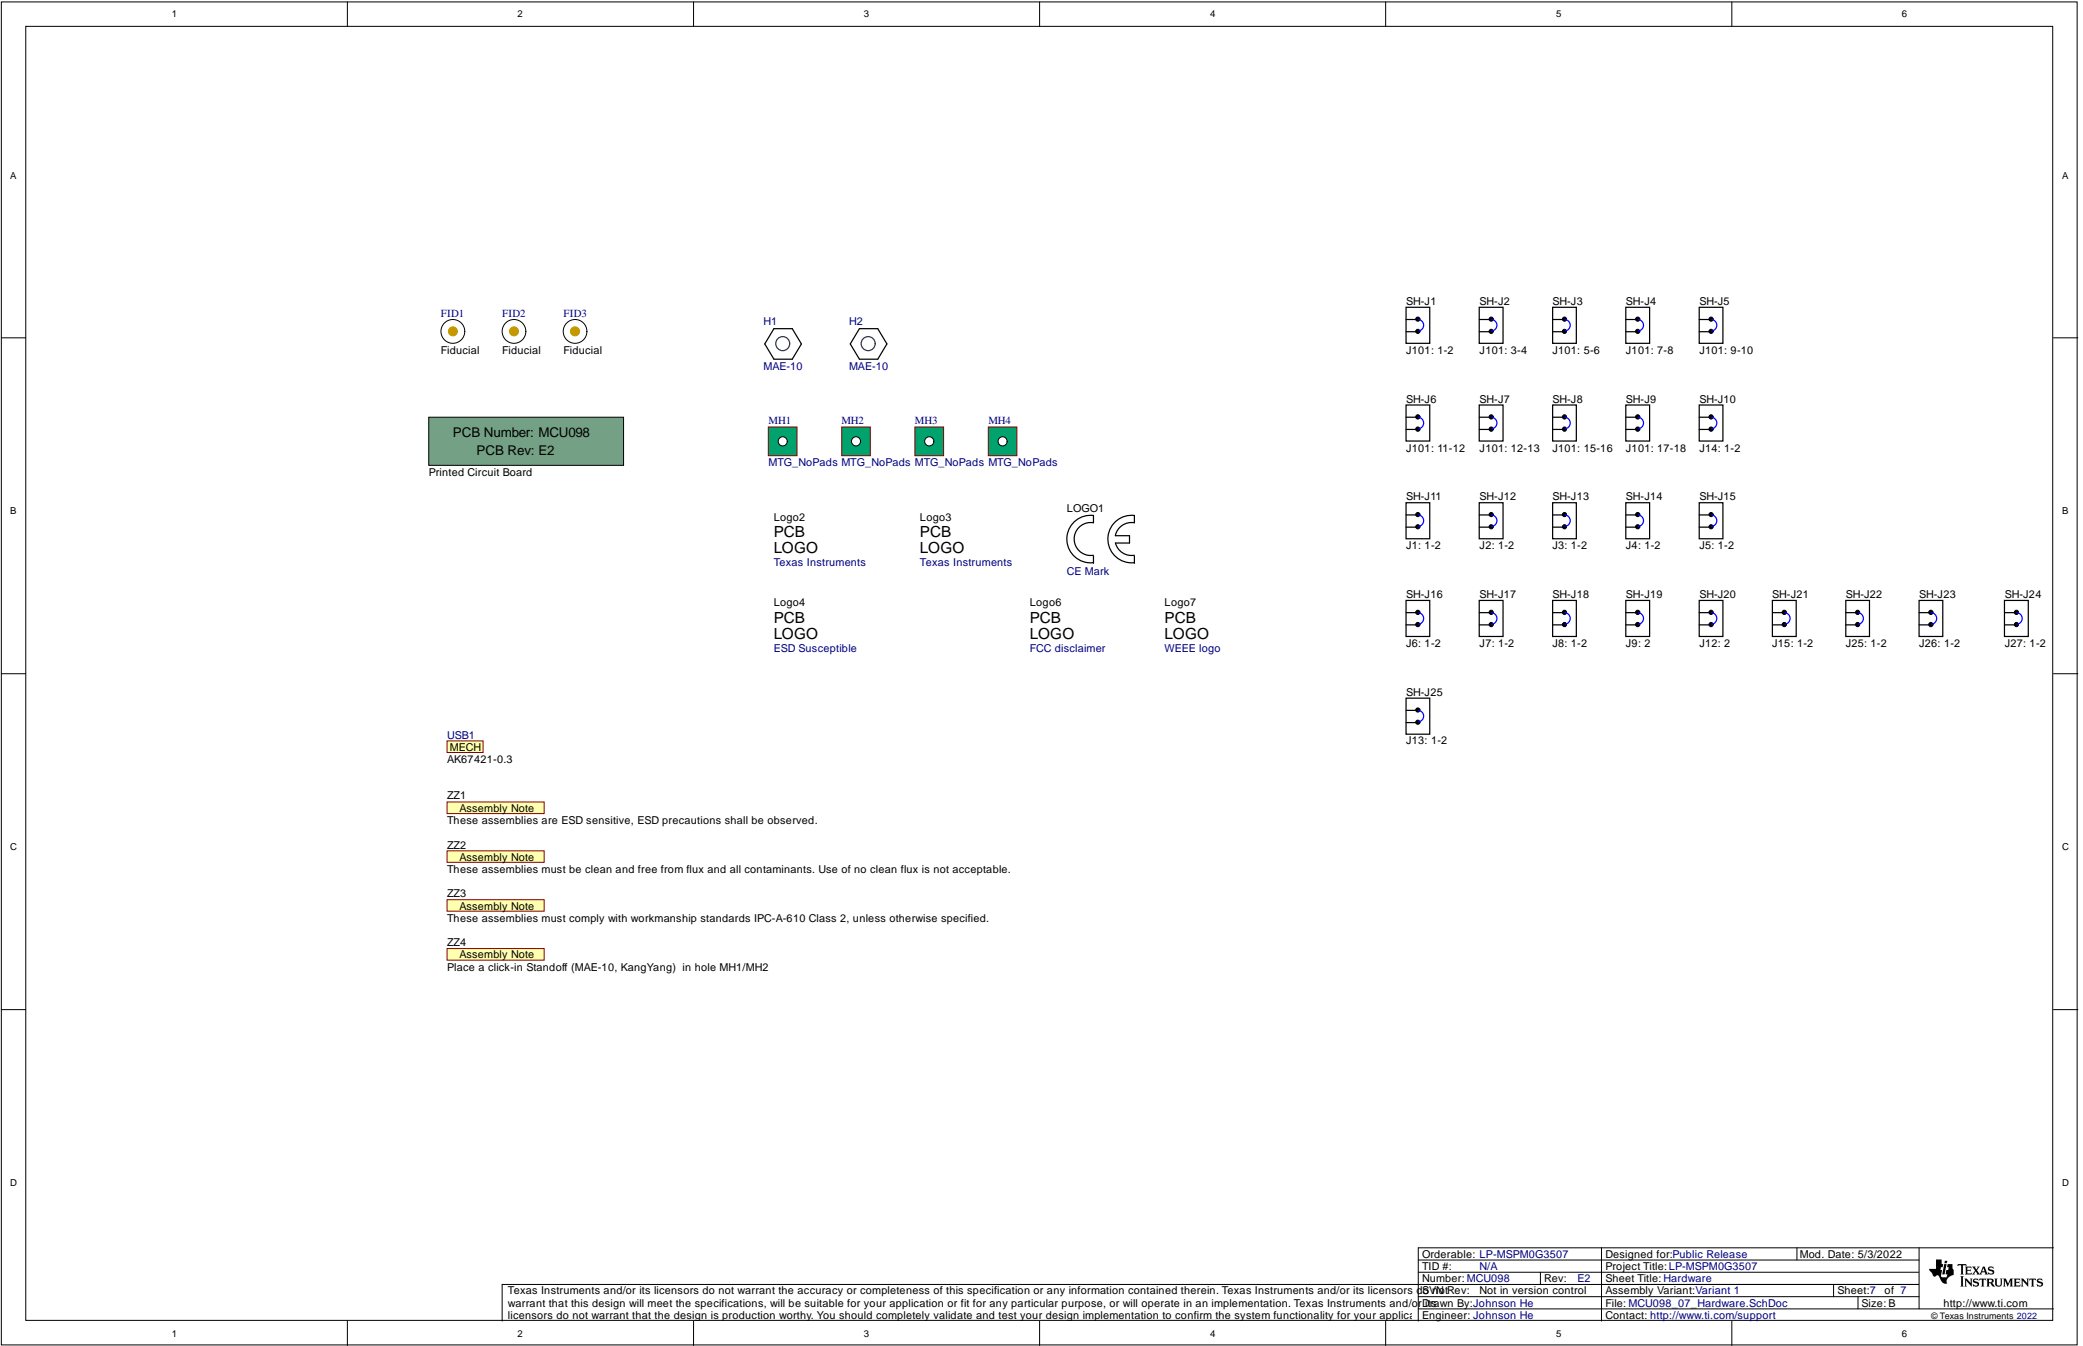 1 2 3 4 5 6
A A
SH-J1 SH-J2 SH-J3 SH-J4 SH-J5
FID1 FID2 FID3
H1 H2
Fiducial Fiducial Fiducial
J101: 1-2 J101: 3-4 J101: 5-6 J101: 7-8 J101: 9-10
MAE-10 MAE-10
SH-J6 SH-J7 SH-J8 SH-J9 SH-J10
MH1 MH2 MH3 MH4
PCB Number: MCU098
PCB Rev: E2
J101: 11-12 J101: 12-13 J101: 15-16 J101: 17-18 J14: 1-2
MTG_NoPads MTG_NoPads MTG_NoPads MTG_NoPads
Printed Circuit Board
SH-J11 SH-J12 SH-J13 SH-J14 SH-J15
B B
Logo2 Logo3 LOGO1
PCB PCB
LOGO LOGO
CE
J1: 1-2 J2: 1-2 J3: 1-2 J4: 1-2 J5: 1-2
Texas Instruments Texas Instruments
CE Mark
SH-J16 SH-J17 SH-J18 SH-J19 SH-J20 SH-J21 SH-J22 SH-J23 SH-J24
Logo4 Logo6 Logo7
PCB PCB PCB
LOGO LOGO LOGO
J6: 1-2 J7: 1-2 J8: 1-2 J9: 2 J12: 2 J15: 1-2 J25: 1-2 J26: 1-2 J27: 1-2
ESD Susceptible FCC disclaimer WEEE logo
SH-J25
J13: 1-2
USB1
MECH
AK67421-0.3
ZZ1
Assembly Note
These assemblies are ESD sensitive, ESD precautions shall be observed.
C C
ZZ2
Assembly Note
These assemblies must be clean and free from flux and all contaminants. Use of no clean flux is not acceptable.
ZZ3
Assembly Note
These assemblies must comply with workmanship standards IPC-A-610 Class 2, unless otherwise specified.
ZZ4
Assembly Note
Place a click-in Standoff (MAE-10, KangYang) in hole MH1/MH2
D D
Orderable: LP-MSPM0G3507 Designed for:Public Release Mod. Date: 5/3/2022
TID #: N/A Project Title: LP-MSPM0G3507
Number: MCU098 Rev: E2 Sheet Title: Hardware
TEXAS INSTRUMENTS
Texas Instruments and/or its licensors do not warrant the accuracy or completeness of this specification or any information contained therein. Texas Instruments and/or its licensors do not
SVN Rev: Not in version control Assembly Variant:Variant 1 Sheet:7 of 7
warrant that this design will meet the specifications, will be suitable for your application or fit for any particular purpose, or will operate in an implementation. Texas Instruments and/or its
Drawn By:Johnson He File: MCU098_07_Hardware.SchDoc Size: B http://www.ti.com
licensors do not warrant that the design is production worthy. You should completely validate and test your design implementation to confirm the system functionality for your applic
Engineer: Johnson He Contact: http://www.ti.com/support © Texas Instruments 2022
1 2 3 4 5 6